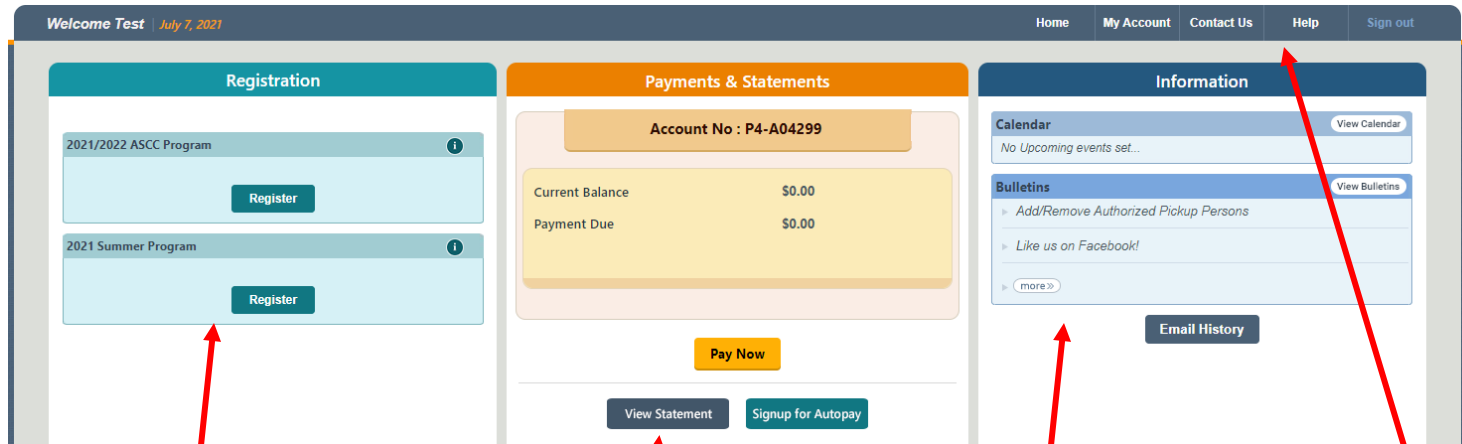 Welcome Test | July 7, 2021
Home My Account Contact Us Help Sign out
Registration
2021/2022 ASCC Program
i
Register
2021 Summer Program
i
Register
Payments & Statements
Account No : P4-A04299
Current Balance $0.00
Payment Due $0.00
Pay Now
View Statement Signup for Autopay
Information
Calendar View Calendar
No Upcoming events set...
Bulletins View Bulletins
Add/Remove Authorized Pickup Persons
Like us on Facebook!
more»
Email History